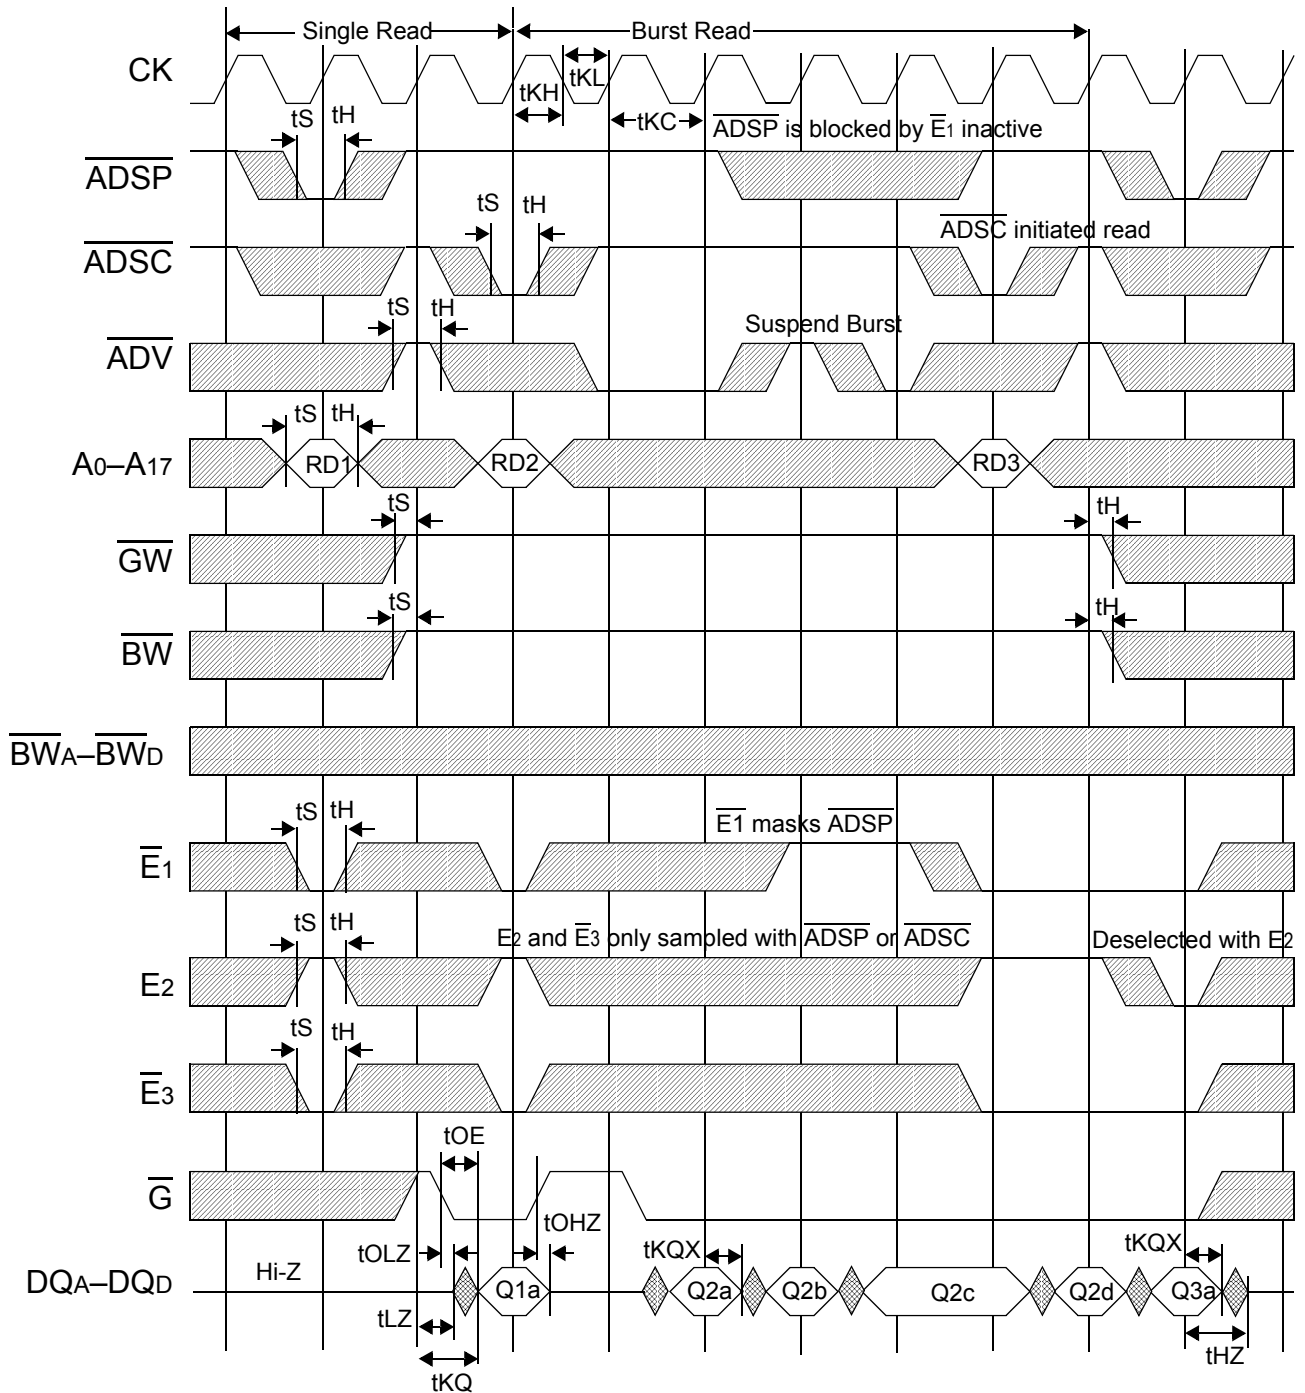 Single Read Burst Read
CK
tKL
tKH
tS tH tKC ADSP is blocked by E1 inactive
ADSP
tS tH
ADSC initiated read
ADSC
tS tH Suspend Burst
ADV
tS tH
A0–A17 RD1 RD2 RD3
tS tH
GW
tS tH
BW
BWA–BWD
tS tH E1 masks ADSP
E1
tS tH E2 and E3 only sampled with ADSP or ADSC Deselected with E2
E2
tS tH
E3
tOE
G
tOHZ
tOLZ tKQX tKQX
Hi-Z
DQA–DQD Q1a Q2a Q2b Q2c Q2d Q3a
tLZ
tHZ
tKQ